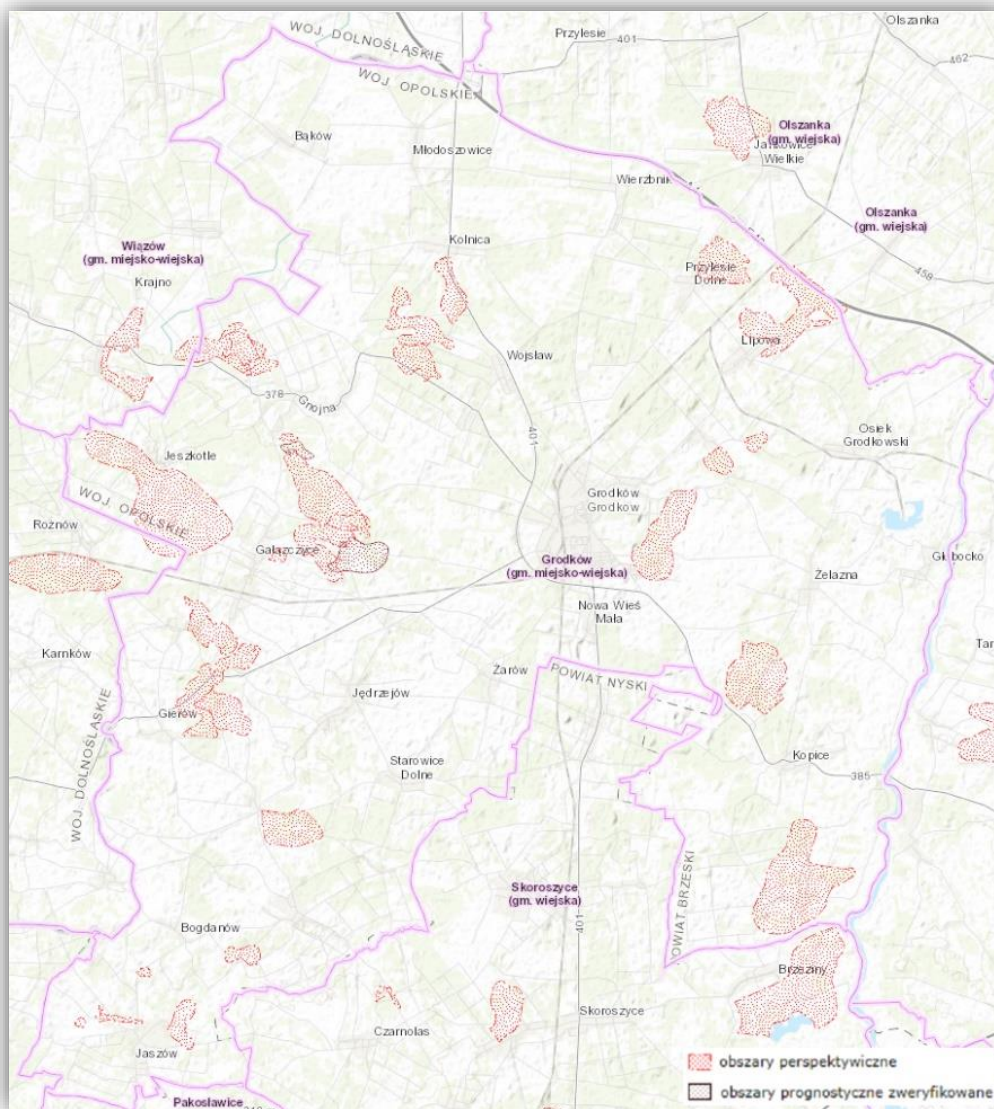 WOJ. DOLNOŚLĄSKIE
WOJ. OPOLSKIE
Przylesie
401
Olszanka
462
Bąków
Młodoszowice
Olszanka
(gm. wiejska)
Jankowice
Wielkie
Wierzbnik
Olszanka
(gm. wiejska)
Wiązów
(gm. miejsko-wiejska)
Krajno
Kolnica
Przylesie
Dolne
458
Lipowa
Wojsław
378
Gnojna
401
Osiek
Grodkowski
Jeszkotle
WOJ. OPOLSKIE
Grodków
Grodkow
Rożnów
Gałązczyce
Grodków
(gm. miejsko-wiejska)
Głębocko
Żelazna
Nowa Wieś
Mała
Karnków
Tar
Żarów
POWIAT NYSKI
Jędrzejów
Gierów
WOJ. DOLNOŚLĄSKIE
Starowice
Dolne
Kopice
385
Skoroszyce
(gm. wiejska)
401
OWIAT BRZESKI
Bogdanów
Brzeziny
Skoroszyce
Czarnolas
Jaszów
Pakosławice
obszary perspektywiczne
obszary prognostyczne zweryfikowane